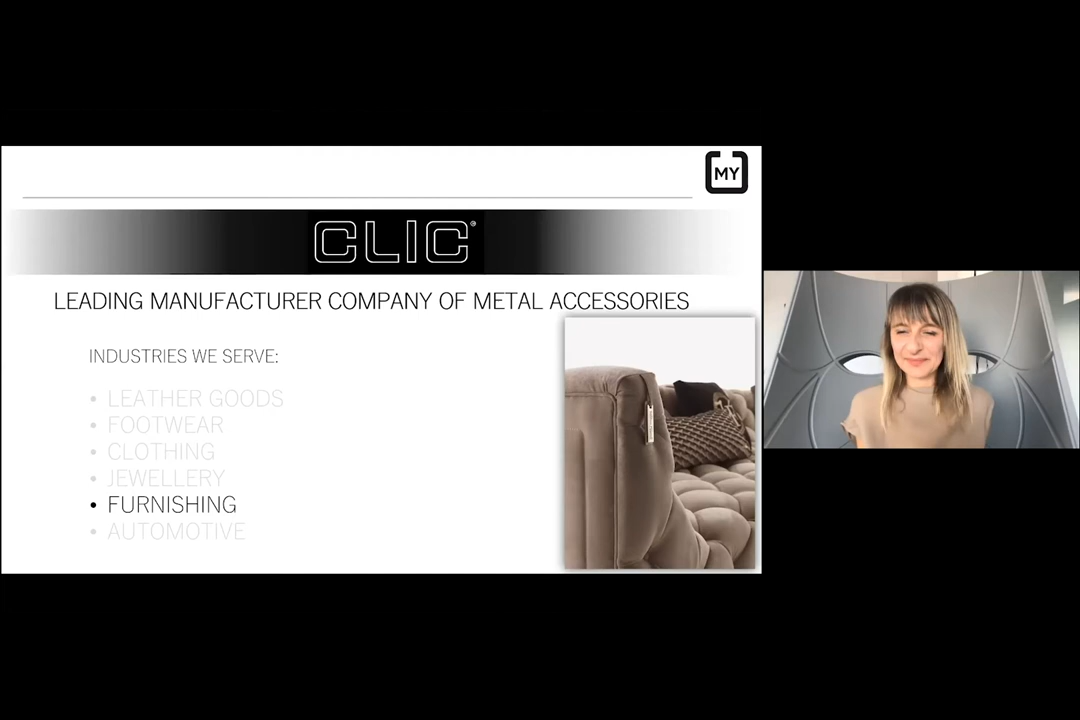 MY
CLIC®
LEADING MANUFACTURER COMPANY OF METAL ACCESSORIES
INDUSTRIES WE SERVE:
• LEATHER GOODS
• FOOTWEAR
• CLOTHING
• JEWELLERY
• FURNISHING
• AUTOMOTIVE